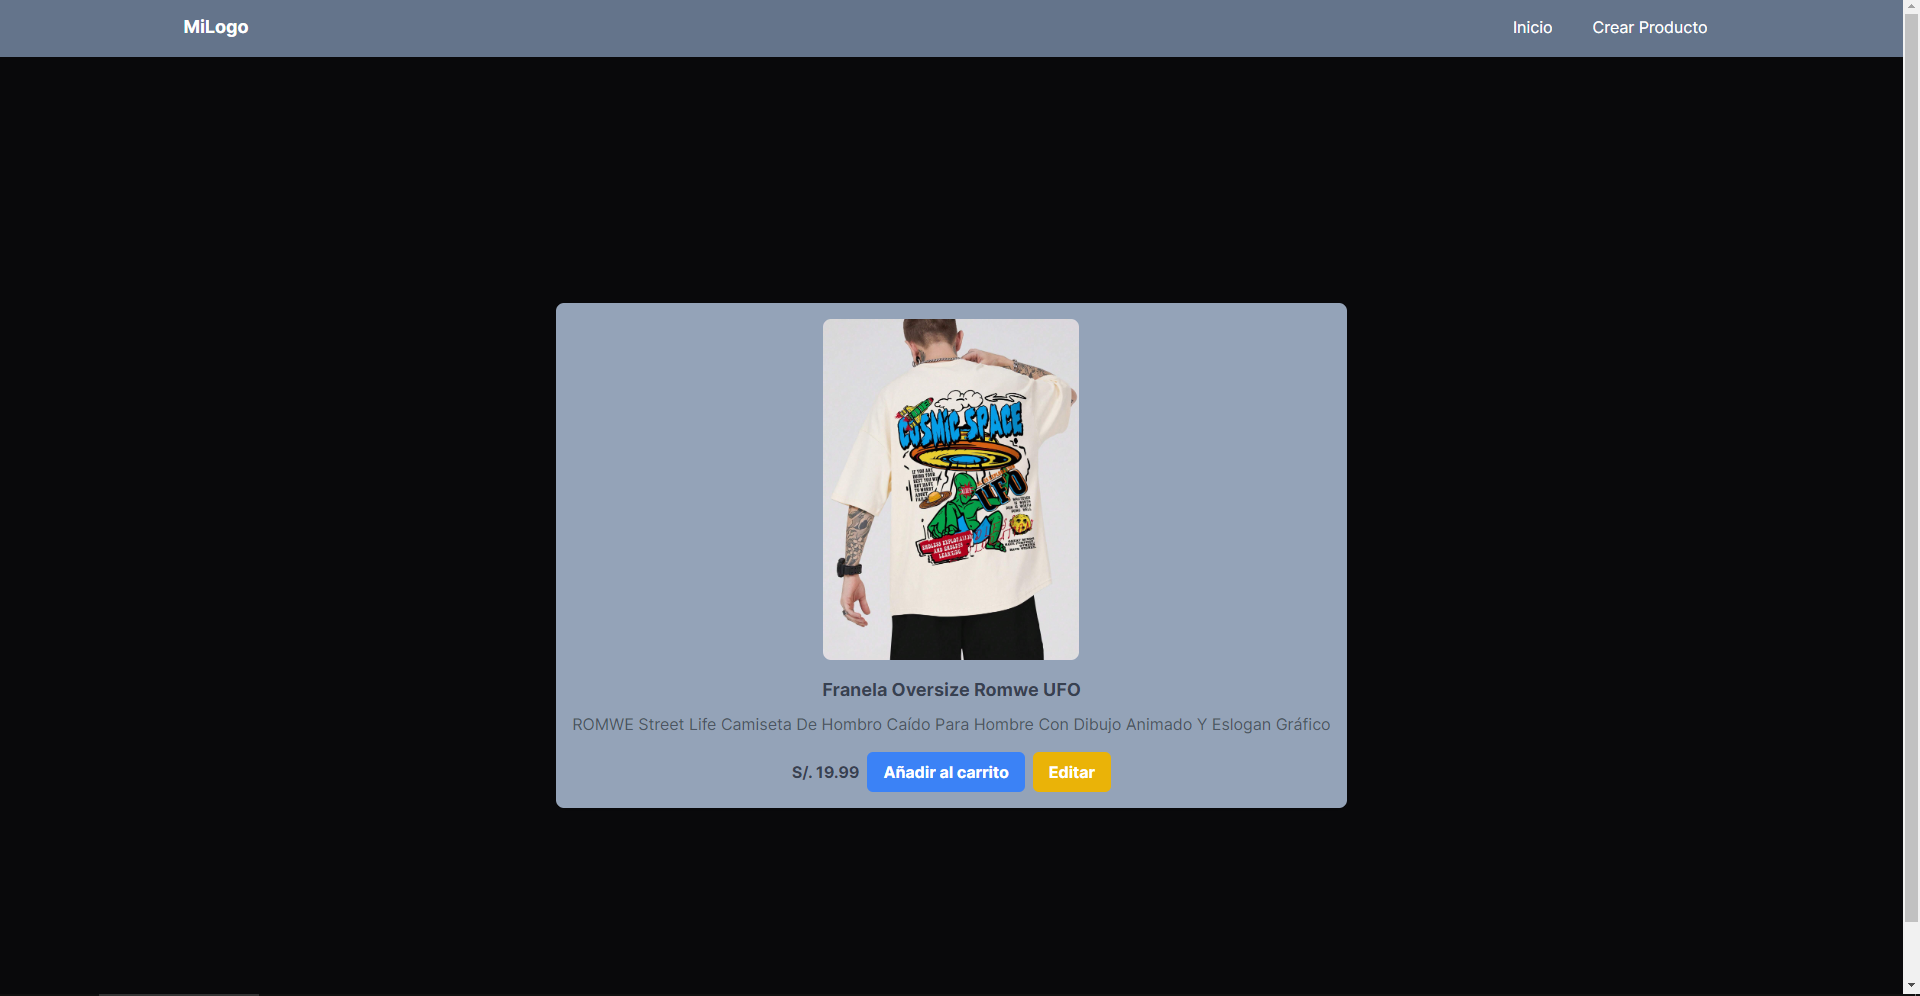 MiLogo
Inicio
Crear Producto
COSMIC SPACE
UFO
Franela Oversize Romwe UFO
ROMWE Street Life Camiseta De Hombro Caído Para Hombre Con Dibujo Animado Y Eslogan Gráfico
S/. 19.99
Añadir al carrito
Editar